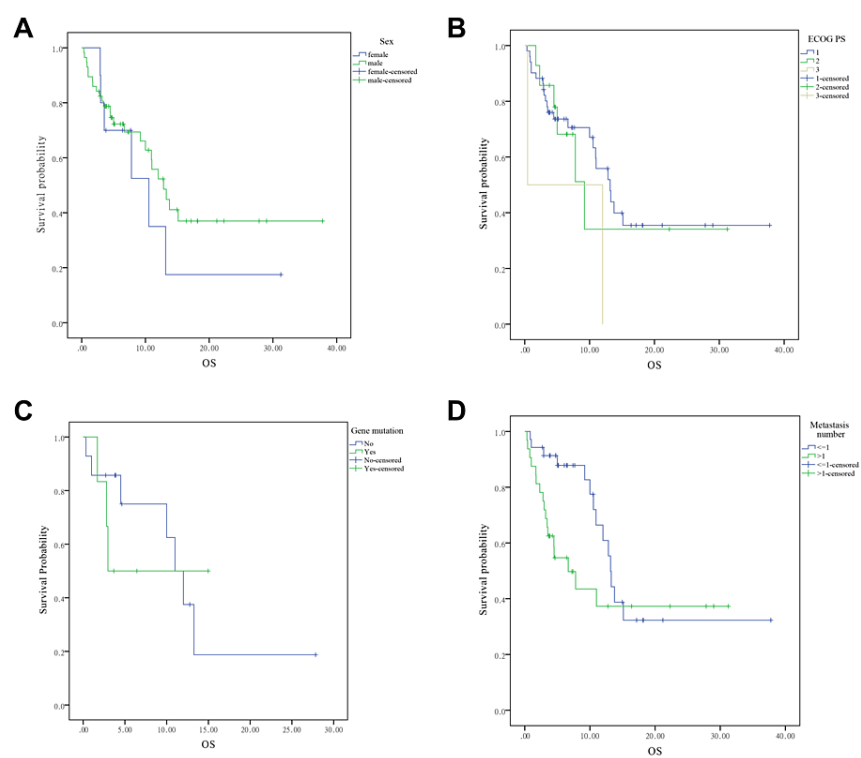 A
Sex
female
male
female-censored
male-censored
Survival probability
1.0
0.8
0.6
0.4
0.2
0.0
.00
10.00
20.00
30.00
40.00
OS
B
ECOG PS
1
2
3
1-censored
2-censored
3-censored
Survival probability
1.0
0.8
0.6
0.4
0.2
0.0
.00
10.00
20.00
30.00
40.00
OS
C
Gene mutation
No
Yes
No-censored
Yes-censored
Survival Probability
1.0
0.8
0.6
0.4
0.2
0.0
.00
5.00
10.00
15.00
20.00
25.00
30.00
OS
D
Metastasis
number
<=1
>1
<=1-censored
>1-censored
Survival probability
1.0
0.8
0.6
0.4
0.2
0.0
.00
10.00
20.00
30.00
40.00
OS